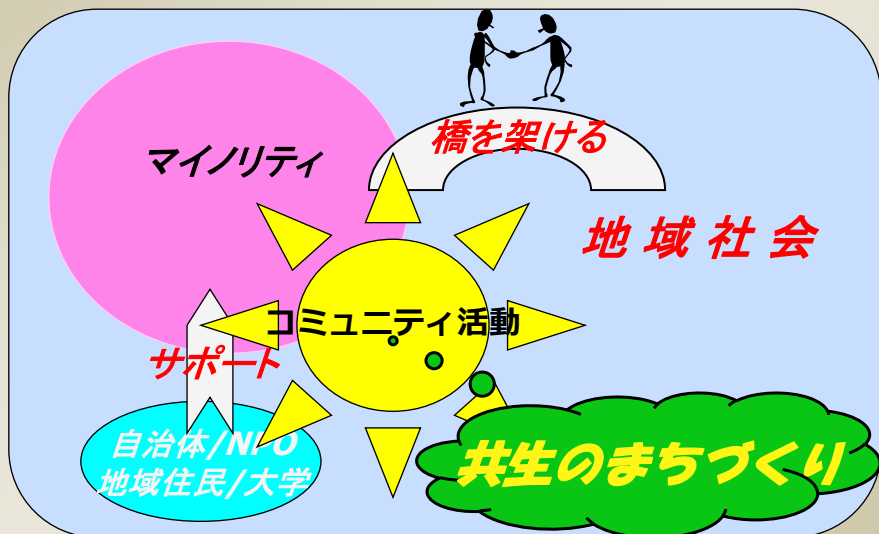 橋を架ける
マイノリティ
地域社会
コミュニティ活動
サポート
自治体/NPO
地域住民/大学
共生のまちづくり